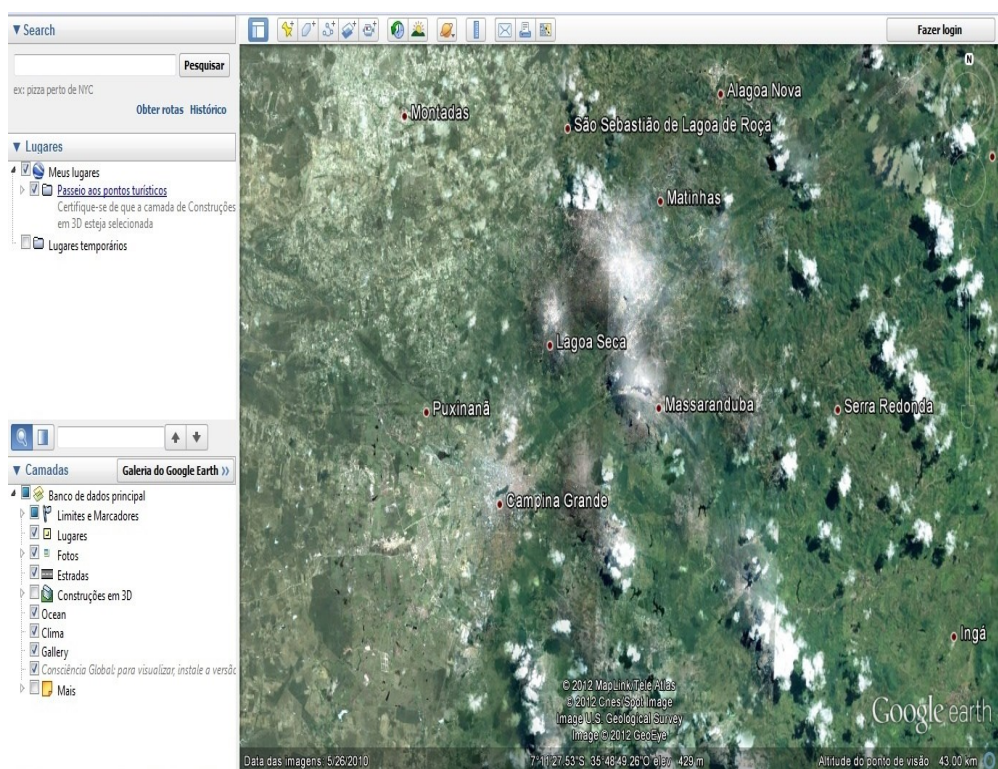 Search
Pesquisar
ex: pizza perto de NYC
Obter rotas Histórico
Lugares
Meus lugares
Passeio aos pontos turísticos
Certifique-se de que a camada de Construções
em 3D esteja selecionada
Lugares temporários
Camadas
Galeria do Google Earth »
Banco de dados principal
Limites e Marcadores
Lugares
Fotos
Estradas
Construções em 3D
Ocean
Clima
Gallery
Consciência Global: para visualizar, instale a versão
Mais
Fazer login
N
Alagoa Nova
Montadas
São Sebastião de Lagoa de Roça
Matinhas
Lagoa Seca
Puxinanã
Massaranduba
Serra Redonda
Campina Grande
Ingá
© 2012 MapLink/Tele Atlas
© 2012 Cnes/Spot Image
Image U.S. Geological Survey
Image © 2012 GeoEye
Google earth
Data das imagens: 5/26/2010
7°11'27.53"S 35°48'49.26"O elev 429 m
Altitude do ponto de visão 43.00 km